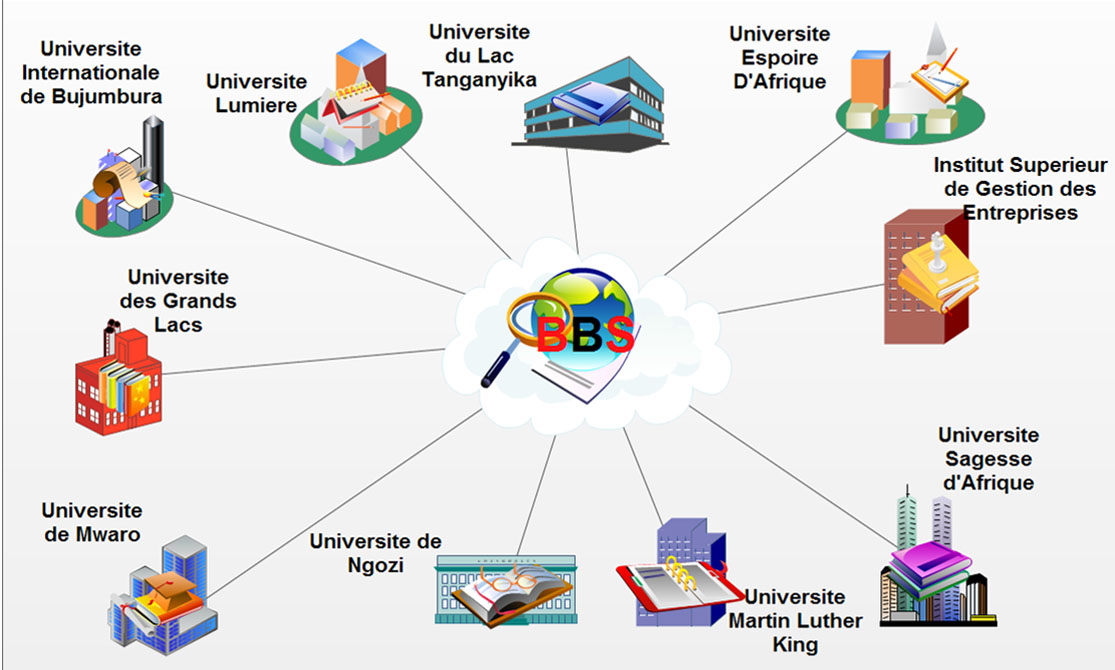 Universite
Internationale
de Bujumbura
Universite
Lumiere
Universite
du Lac
Tanganyika
Universite
Espoire
D'Afrique
Institut Superieur
de Gestion des
Entreprises
Universite
des Grands
Lacs
BBS
Universite
Sagesse
d'Afrique
Universite
de Mwaro
Universite de
Ngozi
UNIVERSITY
Universite
Martin Luther
King